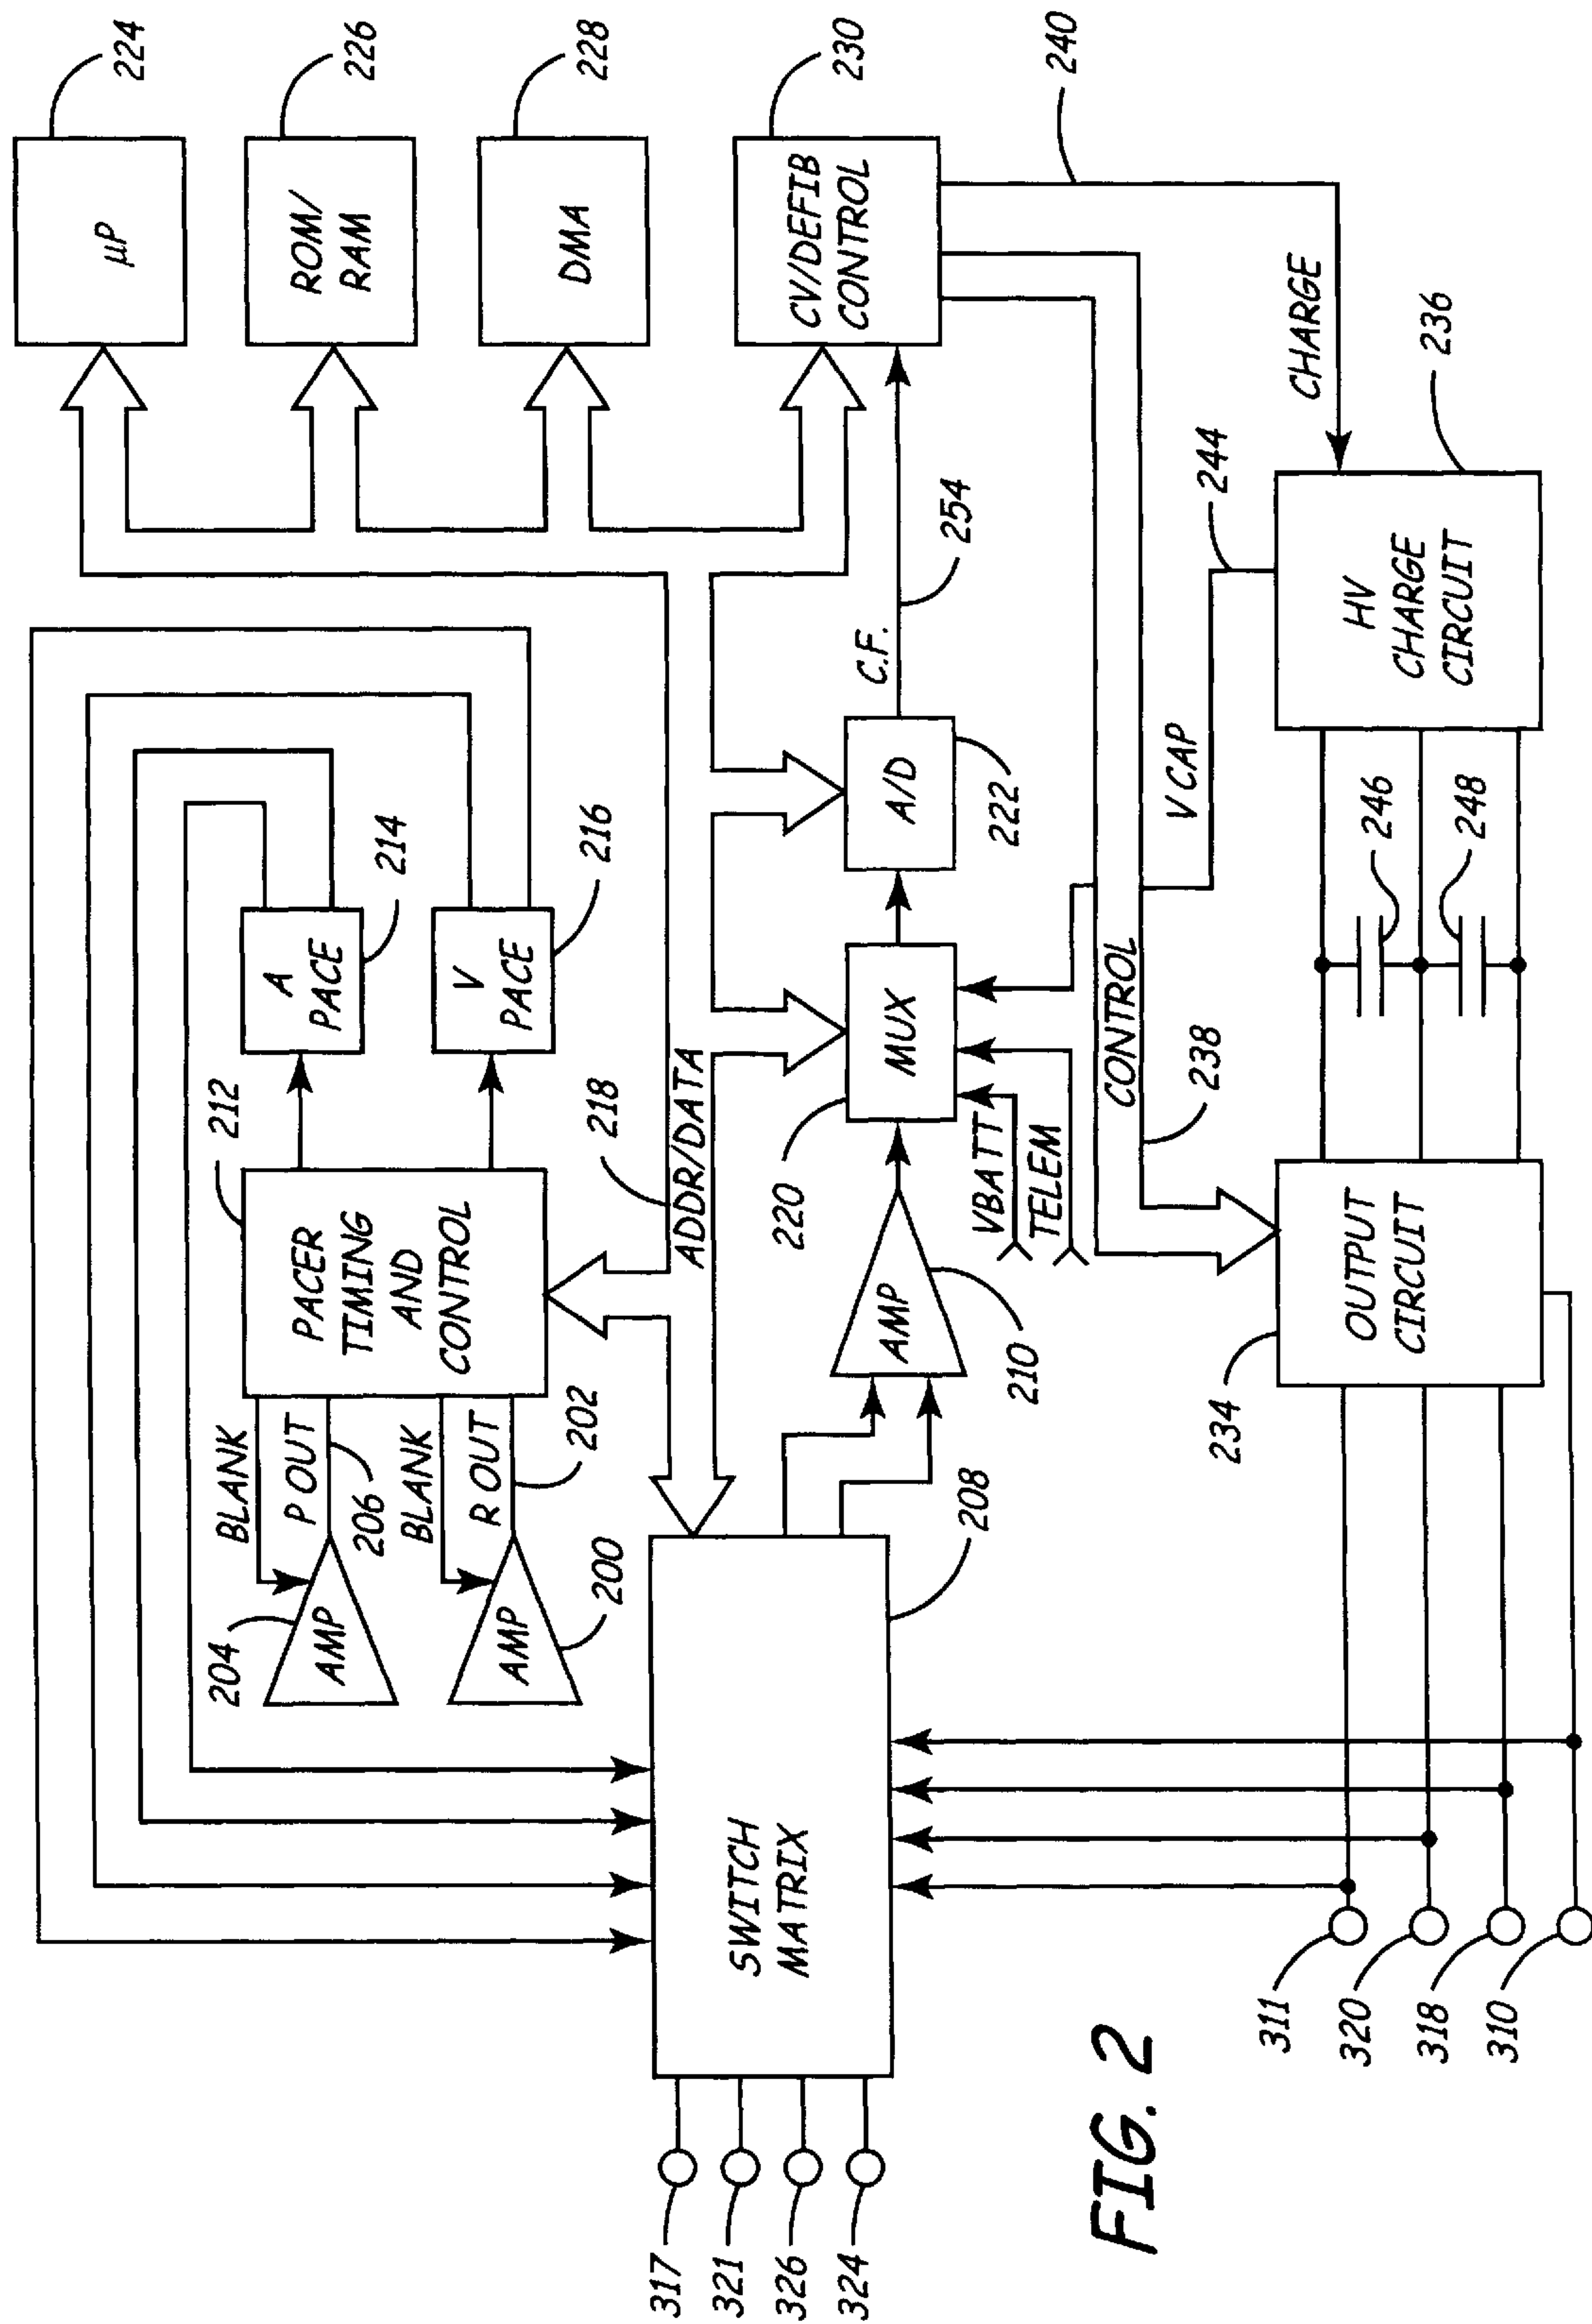 224
μP
226
ROM/
RAM
228
DMA
230
CV/DEFIB
CONTROL
240
CHARGE
236
HV
CHARGE
CIRCUIT
244
V CAP
246
248
254
C.F.
A/D
222
MUX
220
VBATT
TELEM
CONTROL
238
214
A
PACE
216
V
PACE
212
PACER
TIMING
AND
CONTROL
218
ADDR/DATA
BLANK
P OUT
206
BLANK
R OUT
202
204
AMP
200
AMP
AMP
210
208
SWITCH
MATRIX
OUTPUT
CIRCUIT
234
311
320
318
310
317
321
326
324
FIG. 2